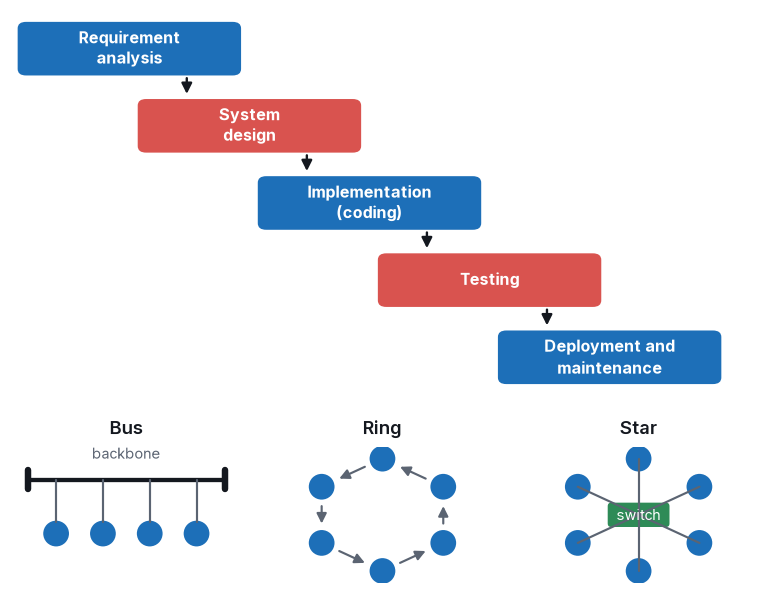 Requirement
analysis
System
design
Implementation
(coding)
Testing
Deployment and
maintenance
Bus
backbone
Ring
Star
switch